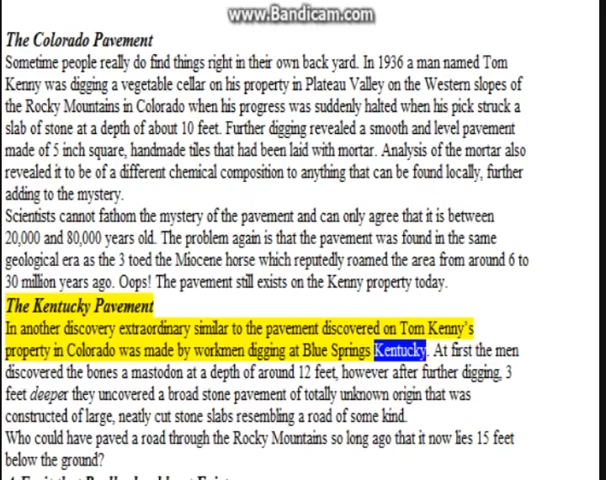 www.Bandicam.com
The Colorado Pavement
Sometime people really do find things right in their own back yard. In 1936 a man named Tom
Kenny was digging a vegetable cellar on his property in Plateau Valley on the Western slopes of
the Rocky Mountains in Colorado when his progress was suddenly halted when his pick struck a
slab of stone at a depth of about 10 feet. Further digging revealed a smooth and level pavement
made of 5 inch square, handmade tiles that had been laid with mortar. Analysis of the mortar also
revealed it to be of a different chemical composition to anything that can be found locally, further
adding to the mystery.
Scientists cannot fathom the mystery of the pavement and can only agree that it is between
20,000 and 80,000 years old. The problem again is that the pavement was found in the same
geological era as the 3 toed the Miocene horse which reputedly roamed the area from around 6 to
30 million years ago. Oops! The pavement still exists on the Kenny property today.
The Kentucky Pavement
In another discovery extraordinary similar to the pavement discovered on Tom Kenny's
property in Colorado was made by workmen digging at Blue Springs Kentucky. At first the men
discovered the bones a mastodon at a depth of around 12 feet, however after further digging, 3
feet deeper they uncovered a broad stone pavement of totally unknown origin that was
constructed of large, neatly cut stone slabs resembling a road of some kind.
Who could have paved a road through the Rocky Mountains so long ago that it now lies 15 feet
below the ground?